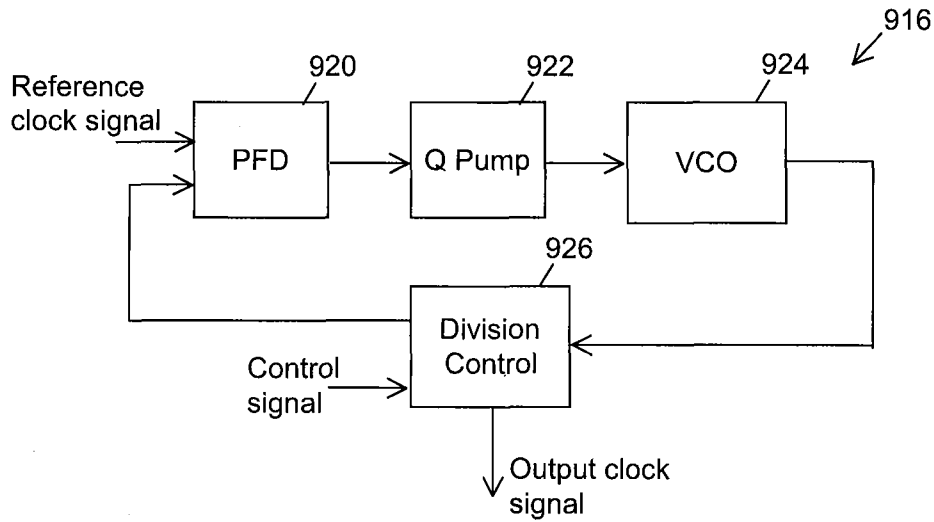 916
920
922
924
Reference
clock signal
PFD
Q Pump
VCO
926
Division
Control
Control
signal
Output clock
signal